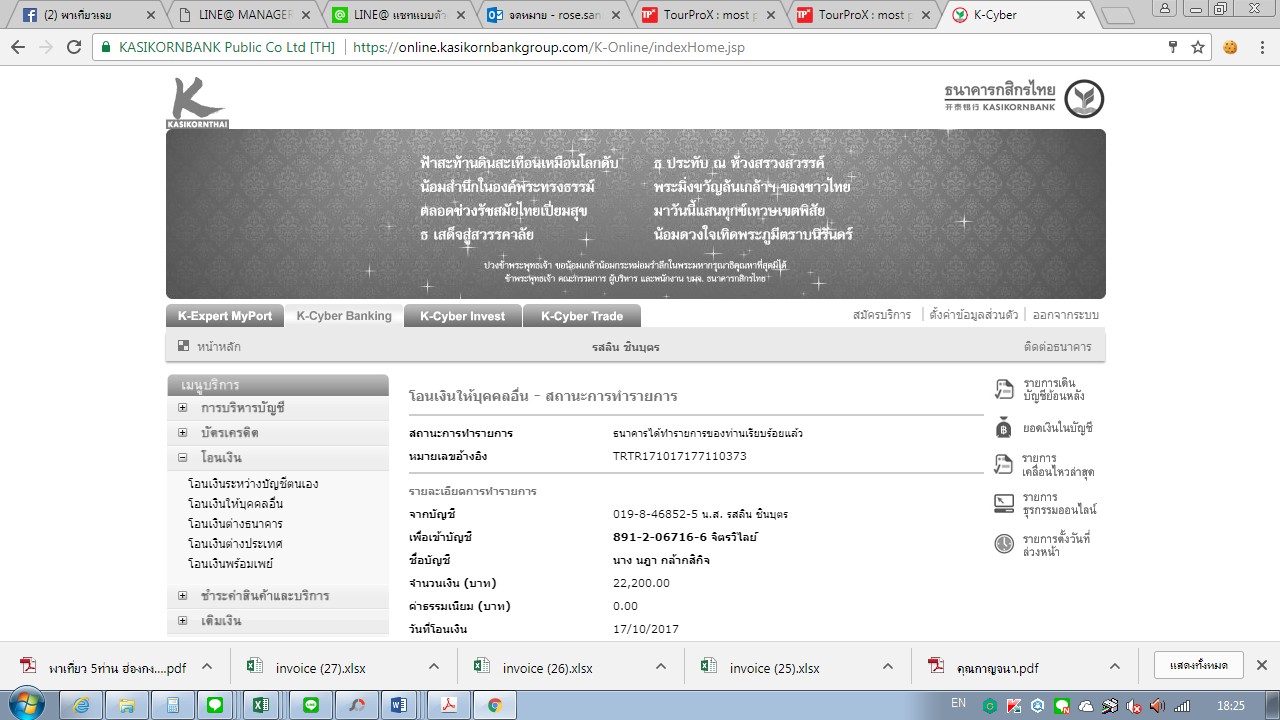 (2) พาเที่ยวเฉย
LINE@ MANAGER
LINE@ แชทแบบตัว
จดหมาย - rose.san
TourProX : most p
TourProX : most p
K-Cyber
KASIKORNBANK Public Co Ltd [TH]
https://online.kasikornbankgroup.com/K-Online/indexHome.jsp
KASIKORNTHAI
ธนาคารกสิกรไทย
开泰银行 KASIKORNBANK
ฟ้าสะท้านดินสะเทือนเหมือนโลกดับ
ธ ประทับ ณ ห้วงสรวงสวรรค์
น้อมสำนึกในองค์พระทรงธรรม์
พระมิ่งขวัญล้นเกล้าฯ ของชาวไทย
ตลอดช่วงรัชสมัยไทยเปี่ยมสุข
มาวันนี้แสนทุกข์เทวษเขตพิสัย
ธ เสด็จสู่สวรรคาลัย
น้อมดวงใจเทิดพระภูมีตราบนิรันดร์
ปวงข้าพระพุทธเจ้า ขอน้อมเกล้าน้อมกระหม่อมรำลึกในพระมหากรุณาธิคุณหาที่สุดมิได้
ข้าพระพุทธเจ้า คณะกรรมการ ผู้บริหาร และพนักงาน บมจ. ธนาคารกสิกรไทย
K-Expert MyPort
K-Cyber Banking
K-Cyber Invest
K-Cyber Trade
สมัครบริการ
ตั้งค่าข้อมูลส่วนตัว
ออกจากระบบ
หน้าหลัก
รสลิน ชินบุตร
ติดต่อธนาคาร
เมนูบริการ
การบริหารบัญชี
บัตรเครดิต
โอนเงิน
โอนเงินระหว่างบัญชีตนเอง
โอนเงินให้บุคคลอื่น
โอนเงินต่างธนาคาร
โอนเงินต่างประเทศ
โอนเงินพร้อมเพย์
ชำระค่าสินค้าและบริการ
เติมเงิน
โอนเงินให้บุคคลอื่น - สถานะการทำรายการ
สถานะการทำรายการ
ธนาคารได้ทำรายการของท่านเรียบร้อยแล้ว
หมายเลขอ้างอิง
TRTR171017177110373
รายละเอียดการทำรายการ
จากบัญชี
019-8-46852-5 น.ส. รสลิน ชินบุตร
เพื่อเข้าบัญชี
891-2-06716-6 จิตรวิไลย์
ชื่อบัญชี
นาง นฎา กล้ากสิกิจ
จำนวนเงิน (บาท)
22,200.00
ค่าธรรมเนียม (บาท)
0.00
วันที่โอนเงิน
17/10/2017
รายการเดิน
บัญชีย้อนหลัง
ยอดเงินในบัญชี
รายการ
เคลื่อนไหวล่าสุด
รายการ
ธุรกรรมออนไลน์
รายการตั้งวันที่
ล่วงหน้า
พาเที่ยว 5ท่าน ฮ่องกง....pdf
invoice (27).xlsx
invoice (26).xlsx
invoice (25).xlsx
คุณกาญจนา.pdf
แสดงทั้งหมด
EN
18:25